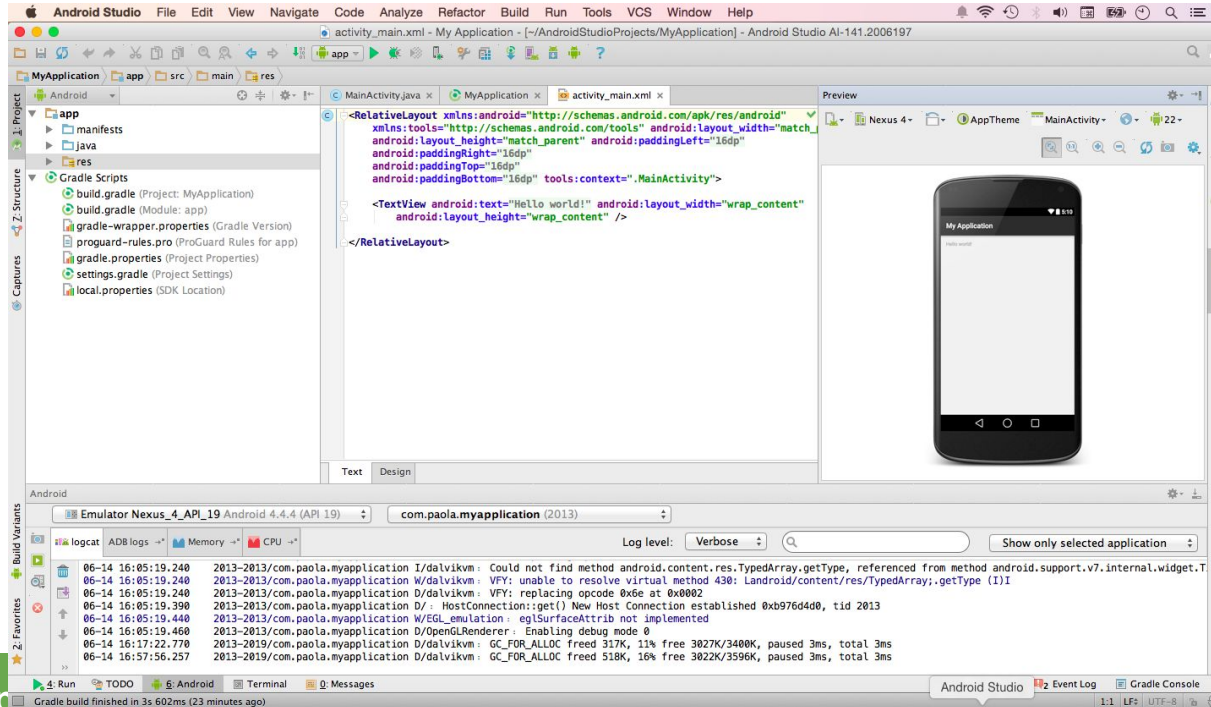 Android Studio File Edit View Navigate Code Analyze Refactor Build Run Tools VCS Window Help
activity_main.xml - My Application - [~/AndroidStudioProjects/MyApplication] - Android Studio AI-141.2006197
app
MyApplication app src main res
1: Project
Android
MainActivity.java × MyApplication × activity_main.xml ×
Preview
app
manifests
java
res
Gradle Scripts
build.gradle (Project: MyApplication)
build.gradle (Module: app)
gradle-wrapper.properties (Gradle Version)
proguard-rules.pro (ProGuard Rules for app)
gradle.properties (Project Properties)
settings.gradle (Project Settings)
local.properties (SDK Location)
Z: Structure
Captures
<RelativeLayout xmlns:android="http://schemas.android.com/apk/res/android"
xmlns:tools="http://schemas.android.com/tools" android:layout_width="match_
android:layout_height="match_parent" android:paddingLeft="16dp"
android:paddingRight="16dp"
android:paddingTop="16dp"
android:paddingBottom="16dp" tools:context=".MainActivity">
<TextView android:text="Hello world!" android:layout_width="wrap_content"
android:layout_height="wrap_content" />
</RelativeLayout>
Text Design
Nexus 4 AppTheme MainActivity 22
5:10
My Application
Hello world!
Android
Build Variants
2: Favorites
Emulator Nexus_4_API_19 Android 4.4.4 (API 19) com.paola.myapplication (2013)
logcat ADB logs Memory CPU Log level: Verbose Show only selected application
06-14 16:05:19.240 2013-2013/com.paola.myapplication I/dalvikvm﹕ Could not find method android.content.res.TypedArray.getType, referenced from method android.support.v7.internal.widget.T
06-14 16:05:19.240 2013-2013/com.paola.myapplication W/dalvikvm﹕ VFY: unable to resolve virtual method 430: Landroid/content/res/TypedArray;.getType (I)I
06-14 16:05:19.240 2013-2013/com.paola.myapplication D/dalvikvm﹕ VFY: replacing opcode 0x6e at 0x0002
06-14 16:05:19.390 2013-2013/com.paola.myapplication D/﹕ HostConnection::get() New Host Connection established 0xb976d4d0, tid 2013
06-14 16:05:19.440 2013-2013/com.paola.myapplication W/EGL_emulation﹕ eglSurfaceAttrib not implemented
06-14 16:05:19.460 2013-2013/com.paola.myapplication D/OpenGLRenderer﹕ Enabling debug mode 0
06-14 16:17:22.770 2013-2019/com.paola.myapplication D/dalvikvm﹕ GC_FOR_ALLOC freed 317K, 11% free 3027K/3400K, paused 3ms, total 3ms
06-14 16:57:56.257 2013-2019/com.paola.myapplication D/dalvikvm﹕ GC_FOR_ALLOC freed 518K, 16% free 3022K/3596K, paused 3ms, total 3ms
4: Run TODO 6: Android Terminal 0: Messages Android Studio 2 Event Log Gradle Console
Gradle build finished in 3s 602ms (23 minutes ago) 1:1 LF UTF-8